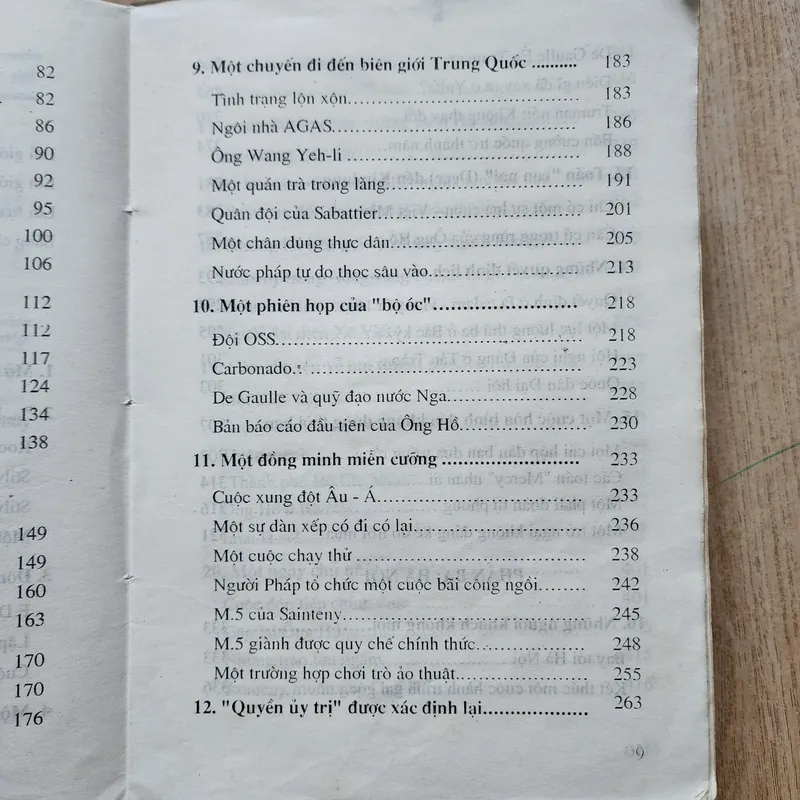 82
82
86
90
92
95
100
106
112
112
117
124
134
138
149
149
160
163
170
170
176
9. Một chuyến đi đến biên giới Trung Quốc .......... 183
Tình trạng lộn xộn........................................ 183
Ngôi nhà AGAS........................................ 186
Ông Wang Yeh-li ........................................ 188
Một quán trà trong làng........................................ 191
Quân đội của Sabattier........................................ 201
Một chân dung thực dân........................................ 205
Nước pháp tự do thọc sâu vào........................................ 213
10. Một phiên họp của "bộ óc"........................ 218
Đội OSS........................................ 218
Carbonado........................................ 223
De Gaulle và quỹ đạo nước Nga........................ 228
Bản báo cáo đầu tiên của Ông Hồ........................ 230
11. Một đồng minh miễn cưỡng ........................ 233
Cuộc xung đột Âu - Á........................................ 233
Một sự dàn xếp có đi có lại........................................ 236
Một cuộc chạy thử ........................................ 238
Người Pháp tổ chức một cuộc bãi công ngồi........ 242
M.5 của Sainteny........................................ 245
M.5 giành được quy chế chính thức.................... 248
Một trường hợp chơi trò ảo thuật........................ 255
12. "Quyền ủy trị" được xác định lại.................... 263
9